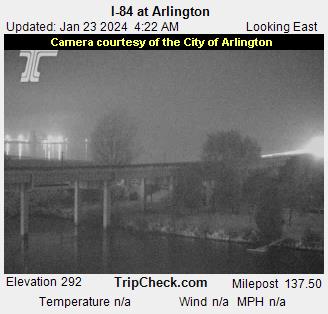 I-84 at Arlington
Updated: Jan 23 2024 4:22 AM Looking East
Camera courtesy of the City of Arlington
Elevation 292 TripCheck.com Milepost 137.50
Temperature n/a Wind n/a MPH n/a